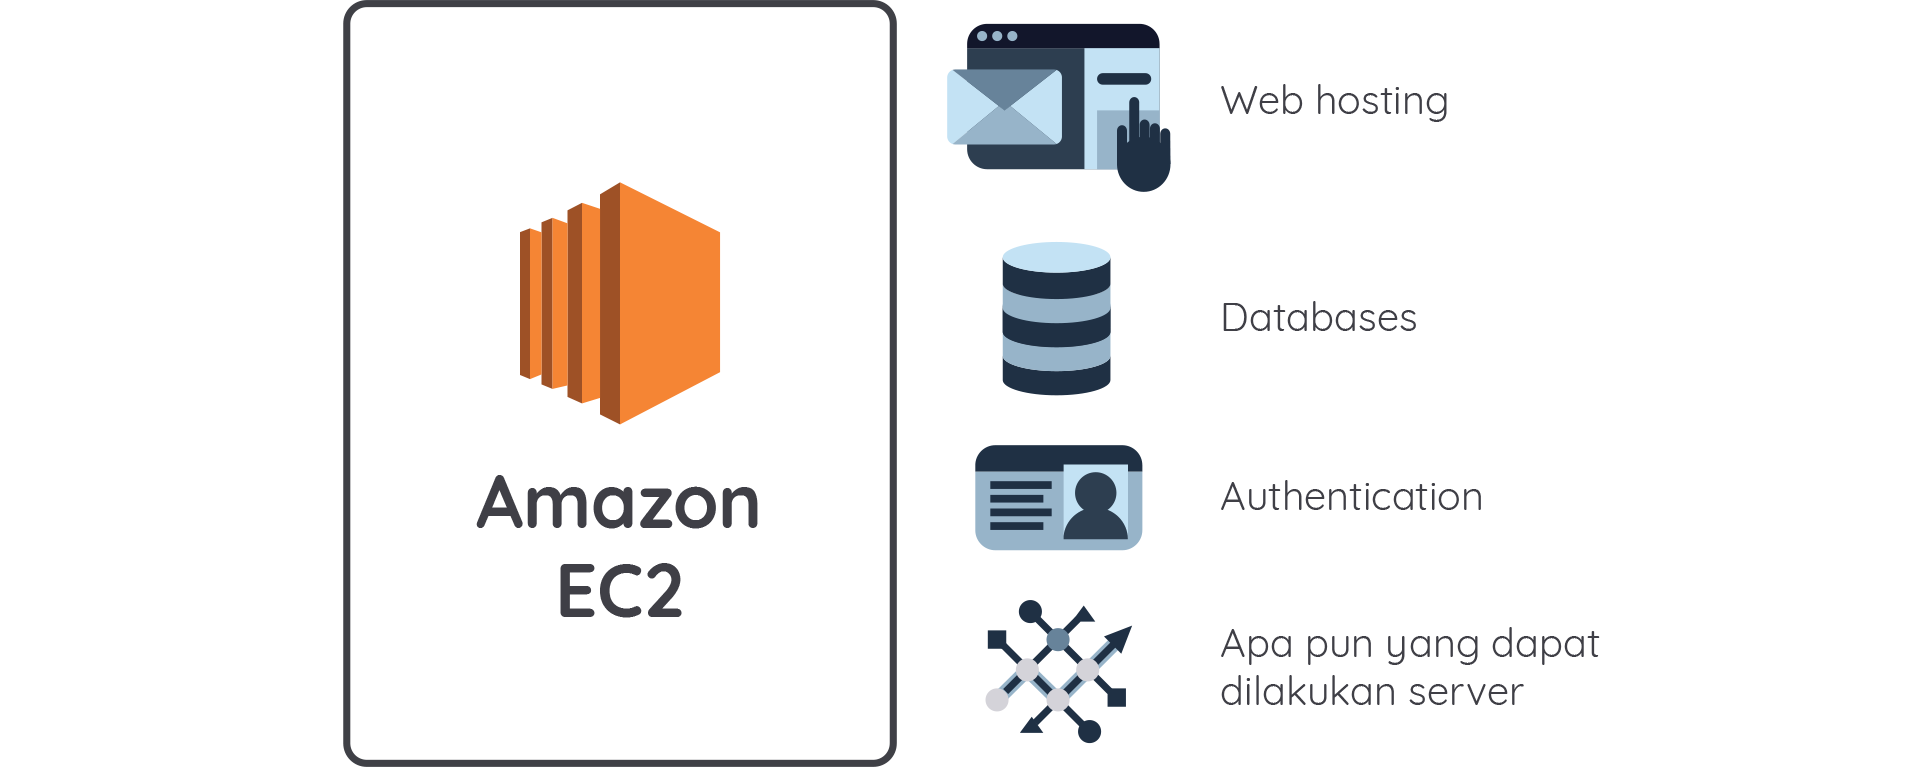 Amazon
EC2
Web hosting
Databases
Authentication
Apa pun yang dapat
dilakukan server